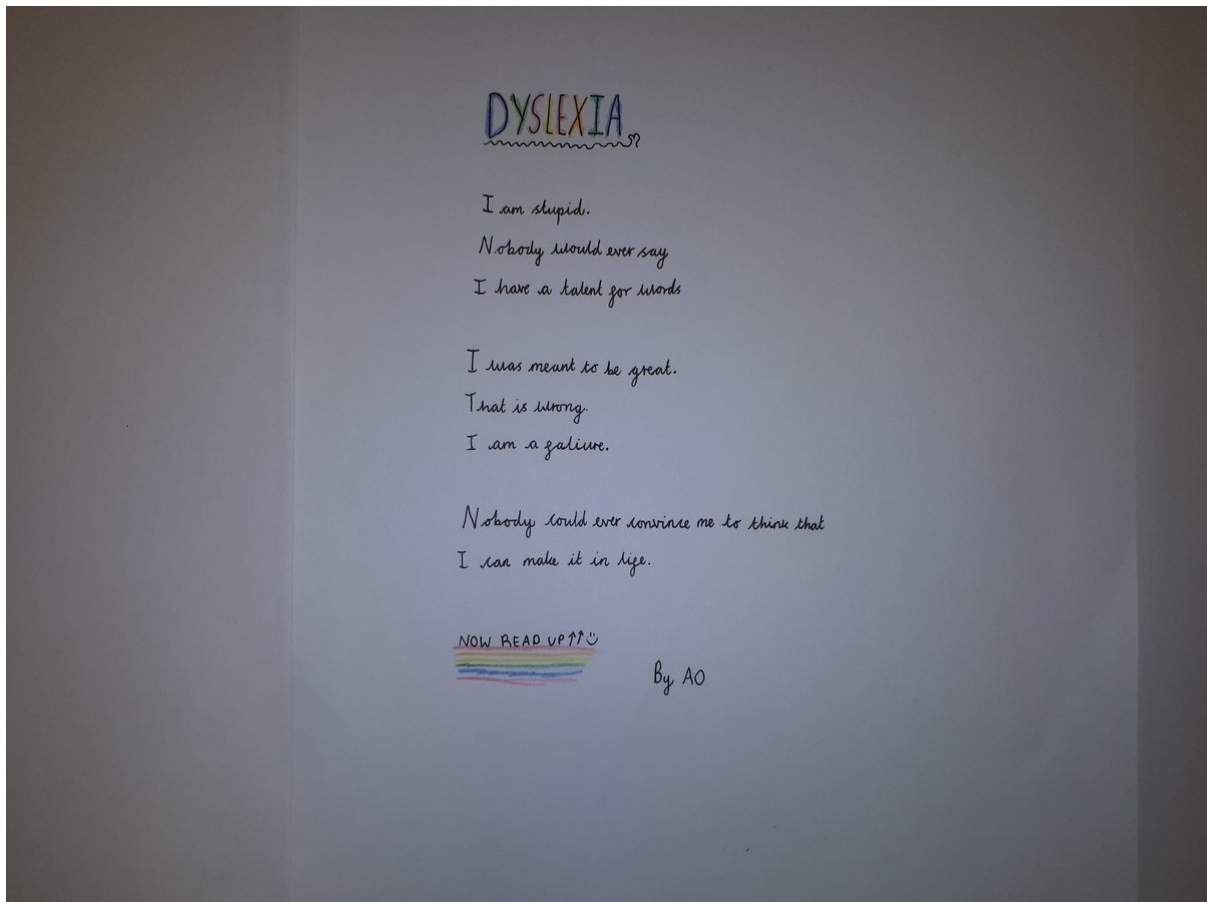 DYSLEXIA
I am stupid.
Nobody would ever say
I have a talent for words
I was meant to be great.
That is wrong.
I am a faliure.
Nobody could ever convince me to think that
I can make it in life.
NOW READ UP↑↑☺
By AO